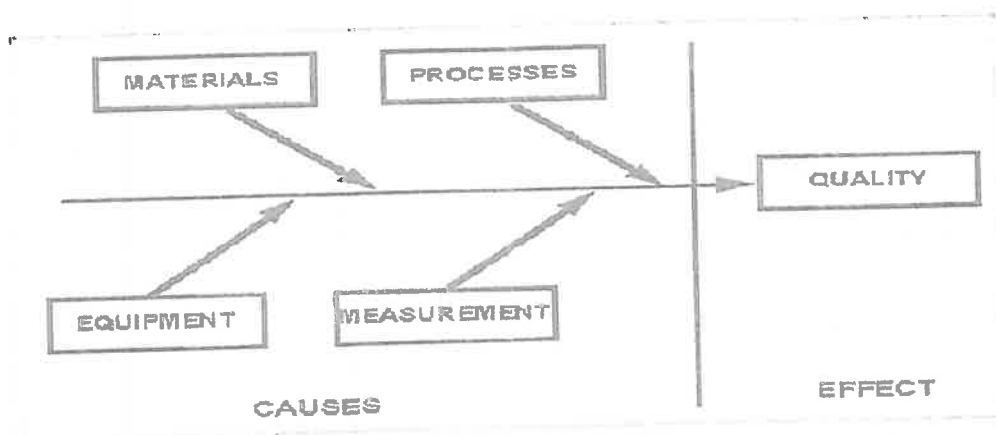 MATERIALS
PROCESSES
QUALITY
EQUIPMENT
MEASUREMENT
CAUSES
EFFECT